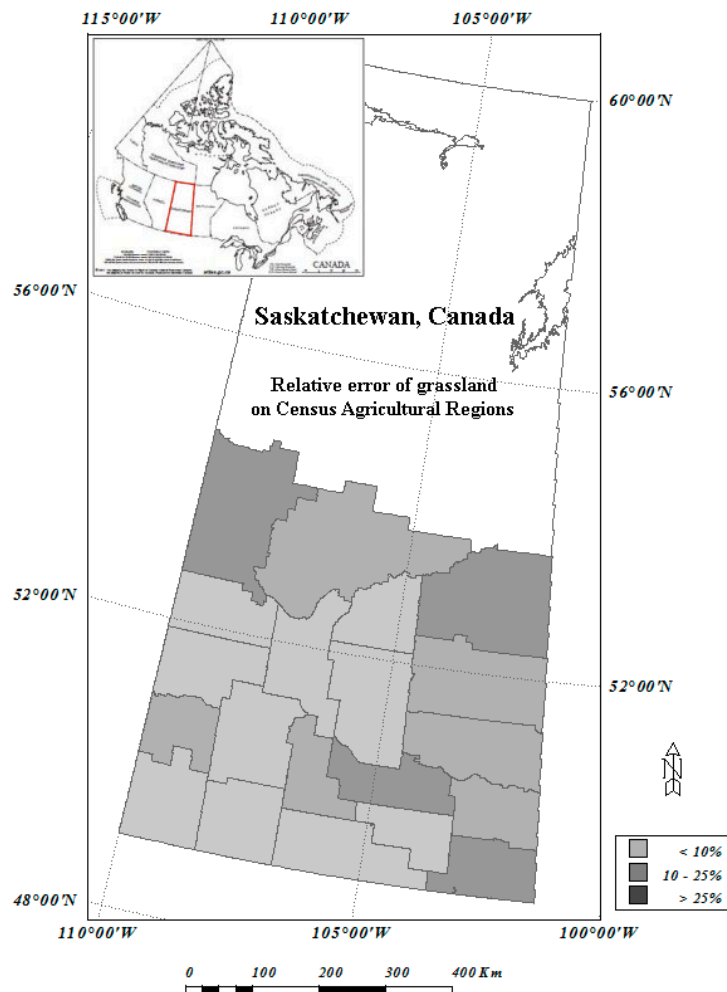 115°00'W 110°00'W 105°00'W
60°00'N
CANADA
56°00'N
Saskatchewan, Canada
56°00'N
Relative error of grassland
on Census Agricultural Regions
52°00'N
52°00'N
N
< 10%
10 - 25%
> 25%
48°00'N
110°00'W 105°00'W 100°00'W
0 100 200 300 400 Km